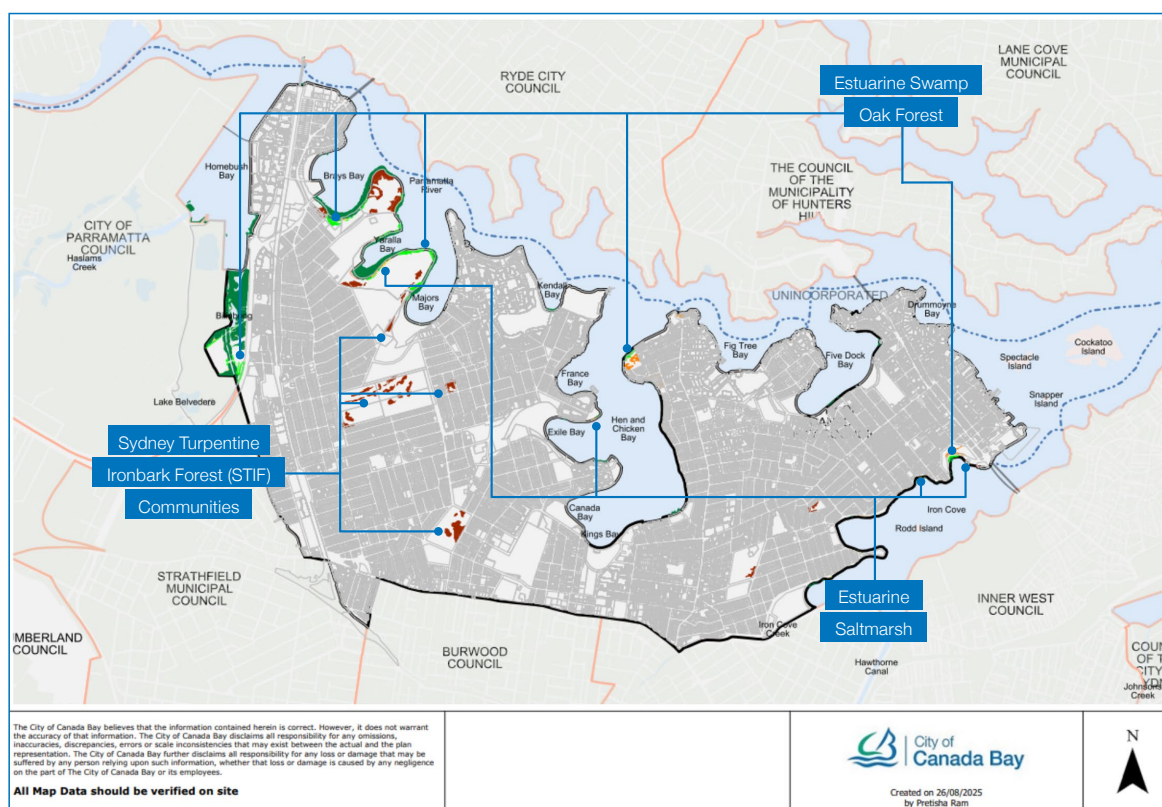 LANE COVE
MUNICIPAL
COUNCIL
RYDE CITY
COUNCIL
Estuarine Swamp
Oak Forest
THE COUNCIL
OF THE
MUNICIPALITY
OF HUNTERS
Homebush
Bay
Brays Bay
Parramatta
River
CITY OF
PARRAMATTA
COUNCIL
Haslams
Creek
Yaralla
Bay
Majors
Bay
Kendall
Bay
UNINCORPORATED
Drummoyne
Bay
Cockatoo
Island
Spectacle
Island
Fig Tree
Bay
Five Dock
Bay
France
Bay
Snapper
Island
Lake Belvedere
Hen and
Chicken
Bay
Exile Bay
Sydney Turpentine
Ironbark Forest (STIF)
Communities
Canada
Bay
Kings Bay
Iron Cove
Rodd Island
STRATHFIELD
MUNICIPAL
COUNCIL
Estuarine
Saltmarsh
INNER WEST
COUNCIL
Iron Cove
Creek
UMBERLAND
COUNCIL
BURWOOD
COUNCIL
Hawthorne
Canal
COUN
OF T
CITY
YDN
Johnsons
Creek
The City of Canada Bay believes that the information contained herein is correct. However, it does not warrant
the accuracy of that information. The City of Canada Bay disclaims all responsibility for any omissions,
inaccuracies, discrepancies, errors or scale inconsistencies that may exist between the actual and the plan
representation. The City of Canada Bay further disclaims all responsibility for any loss or damage that may be
suffered by any person relying upon such information, whether that loss or damage is caused by any negligence
on the part of The City of Canada Bay or its employees.
All Map Data should be verified on site
City of
Canada Bay
Created on 26/08/2025
by Pretisha Ram
N